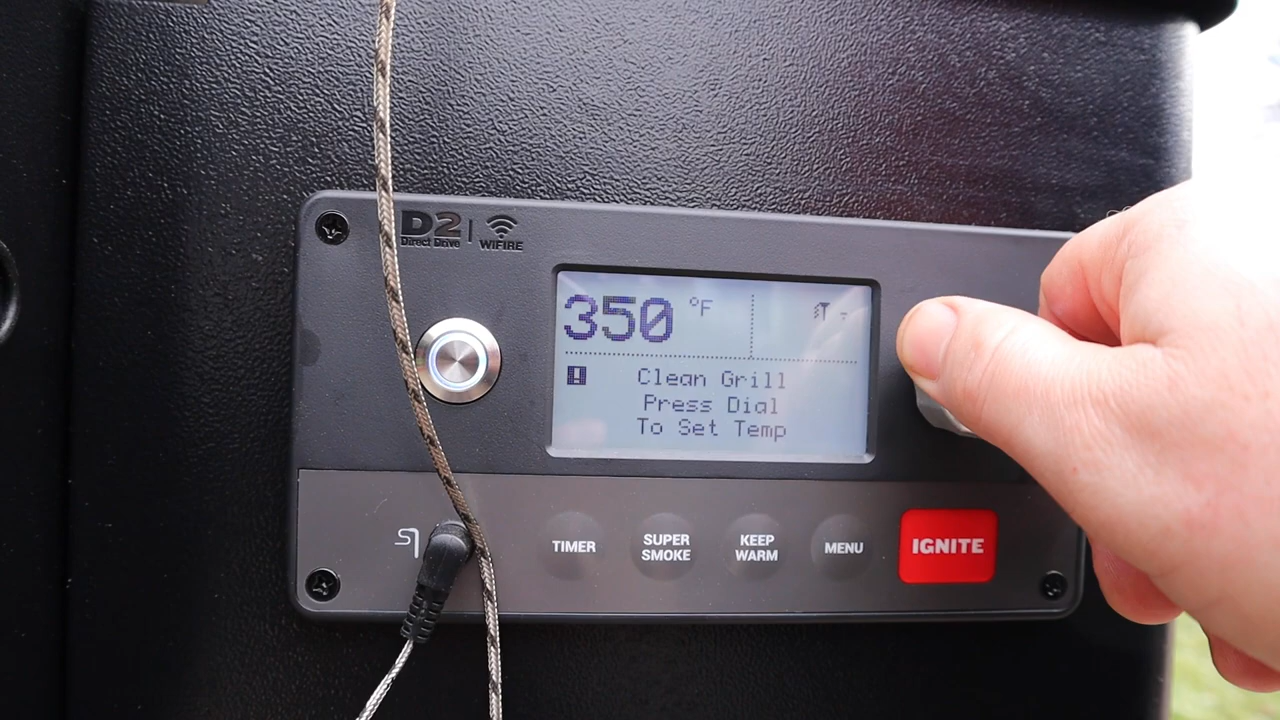 D2
Direct Drive
WiFIRE
350 °F
Clean Grill
Press Dial
To Set Temp
TIMER
SUPER
SMOKE
KEEP
WARM
MENU
IGNITE